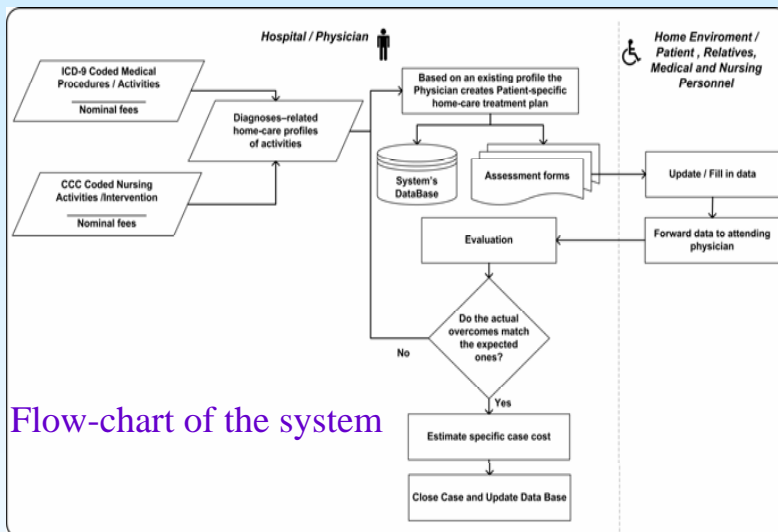 Hospital / Physician
Home Enviroment /
Patient , Relatives,
Medical and Nursing
Personnel
ICD-9 Coded Medical
Procedures / Activities
Nominal fees
Diagnoses–related
home-care profiles
of activities
CCC Coded Nursing
Activities /Intervention
Nominal fees
Based on an existing profile the
Physician creates Patient-specific
home-care treatment plan
System's
DataBase
Assessment forms
Update / Fill in data
Forward data to attending
physician
Evaluation
Do the actual
overcomes match
the expected
ones?
No
Yes
Estimate specific case cost
Close Case and Update Data Base
Flow-chart of the system